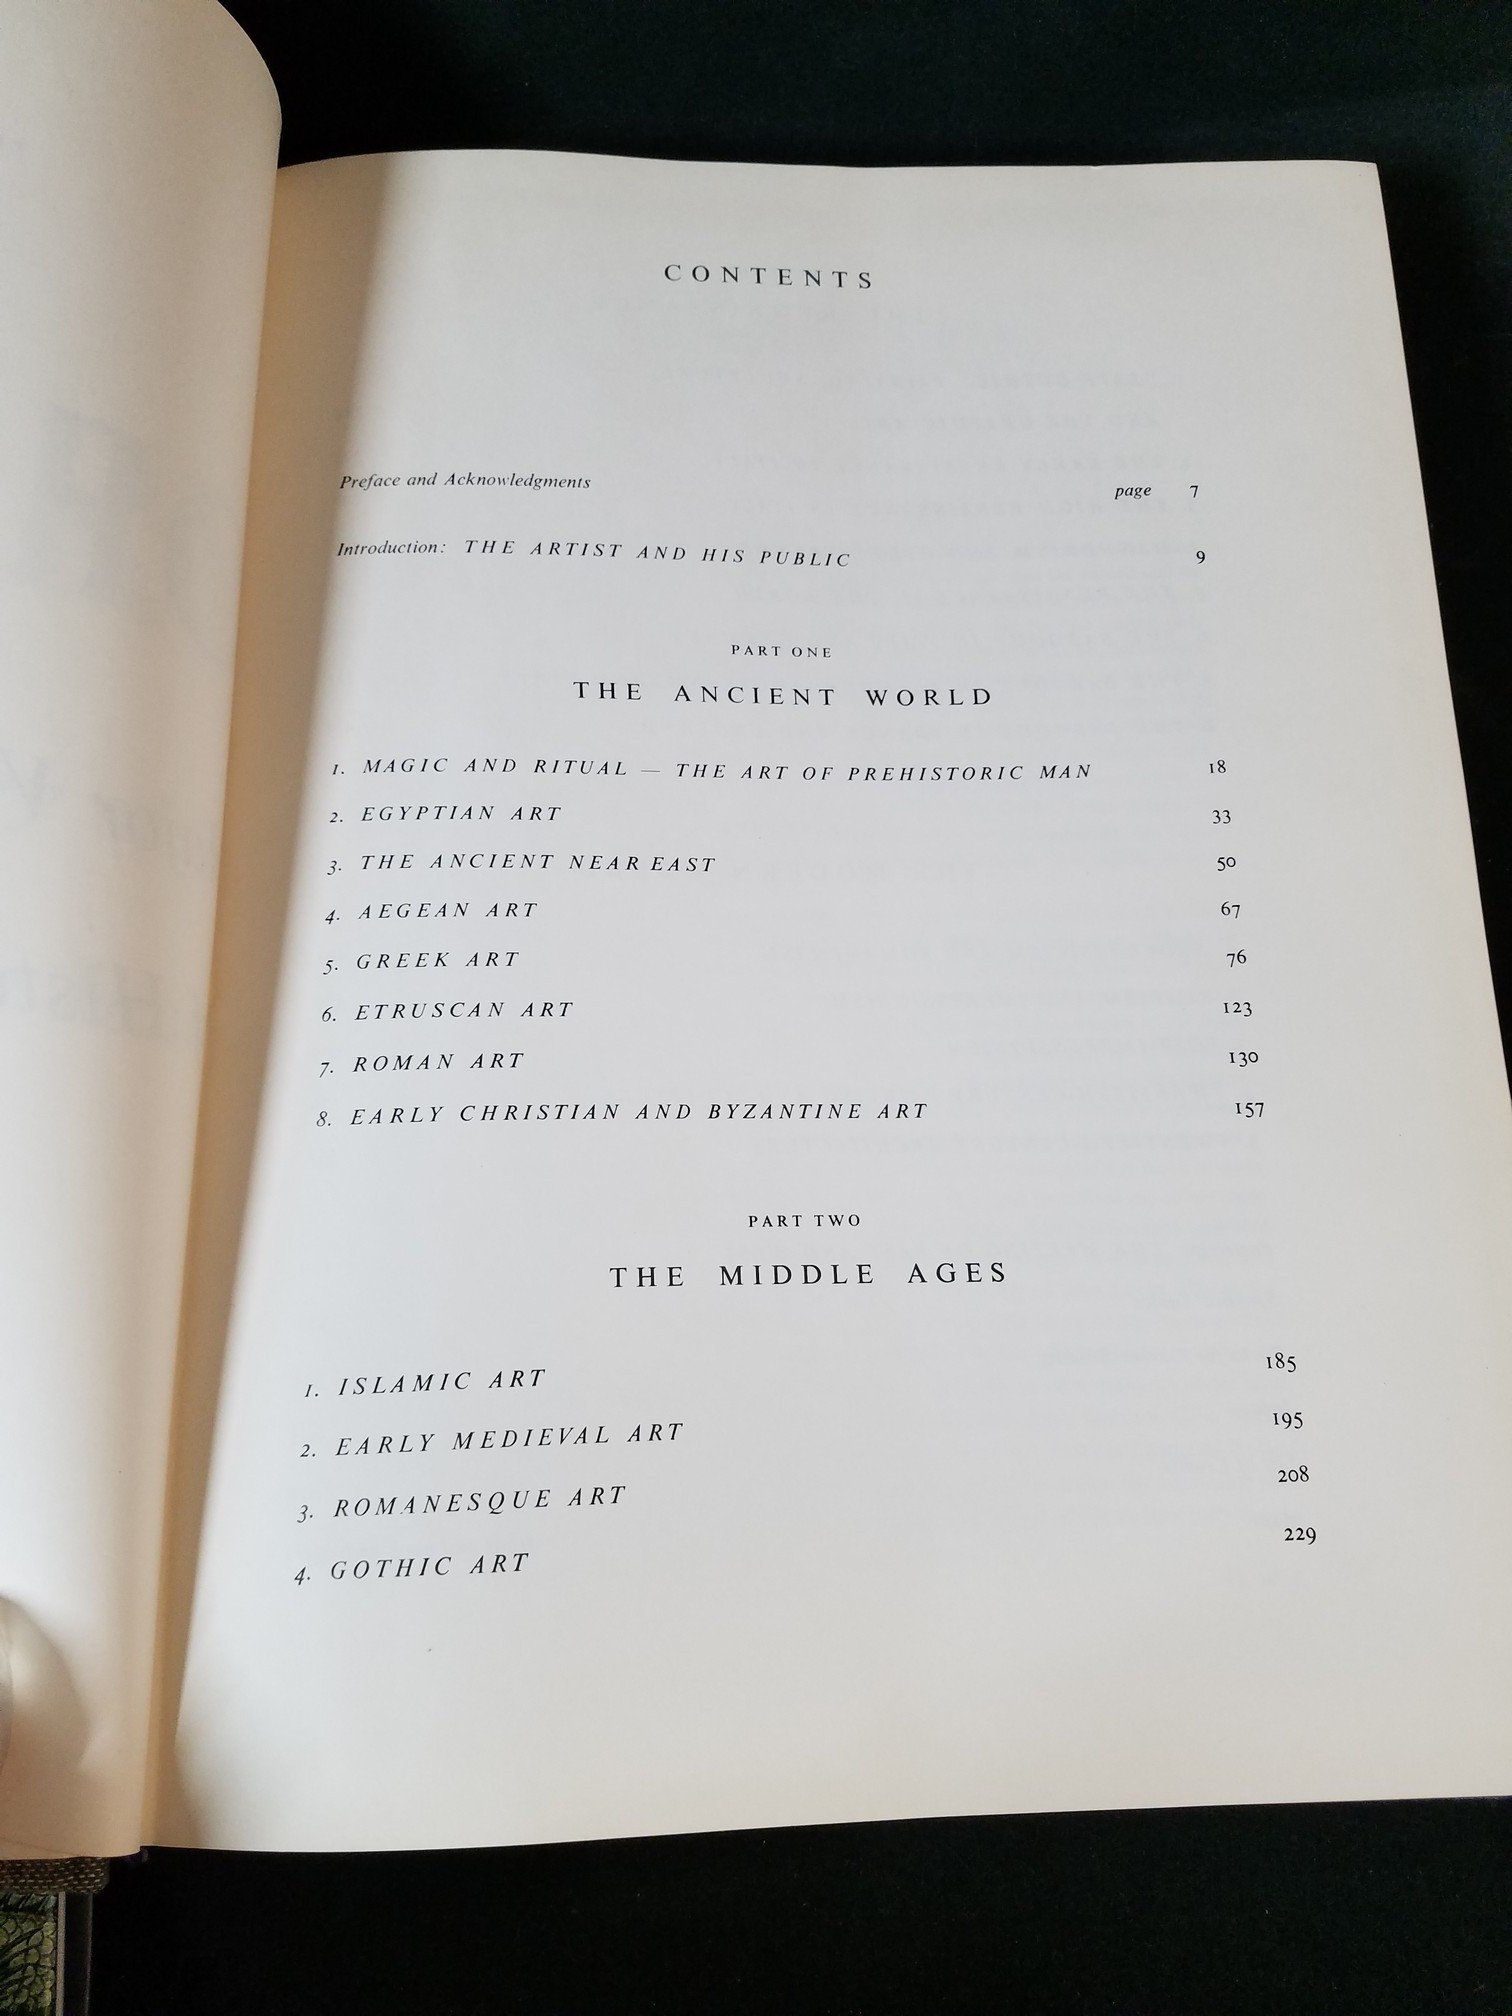 CONTENTS
Preface and Acknowledgments page 7
Introduction: THE ARTIST AND HIS PUBLIC 9
PART ONE
THE ANCIENT WORLD
1. MAGIC AND RITUAL — THE ART OF PREHISTORIC MAN 18
2. EGYPTIAN ART 33
3. THE ANCIENT NEAR EAST 50
4. AEGEAN ART 67
5. GREEK ART 76
6. ETRUSCAN ART 123
7. ROMAN ART 130
8. EARLY CHRISTIAN AND BYZANTINE ART 157
PART TWO
THE MIDDLE AGES
1. ISLAMIC ART 185
2. EARLY MEDIEVAL ART 195
3. ROMANESQUE ART 208
4. GOTHIC ART 229